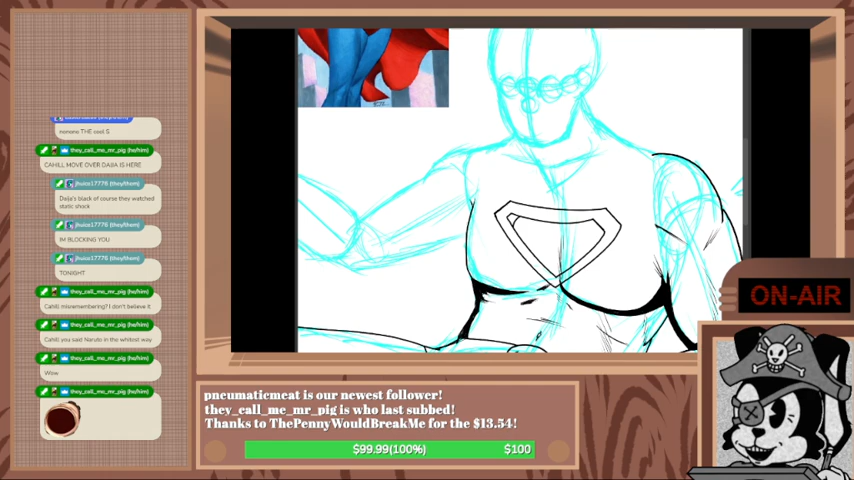 nonono THE cool S
they_call_me_mr_pig (he/him)
CAHILL MOVE OVER DAIJA IS HERE
jhuizo17776 (they/them)
Daija's black of course they watched
static shock
jhuizo17776 (they/them)
IM BLOCKING YOU
jhuizo17776 (they/them)
TONIGHT
they_call_me_mr_pig (he/him)
Cahill misremembering? I don't believe it
they_call_me_mr_pig (he/him)
Cahill you said Naruto in the whitest way
they_call_me_mr_pig (he/him)
Wow.
they_call_me_mr_pig (he/him)
ON-AIR
pneumaticmeat is our newest follower!
they_call_me_mr_pig is who last subbed!
Thanks to ThePennyWouldBreakMe for the $13.54!
$99.99(100%) $100